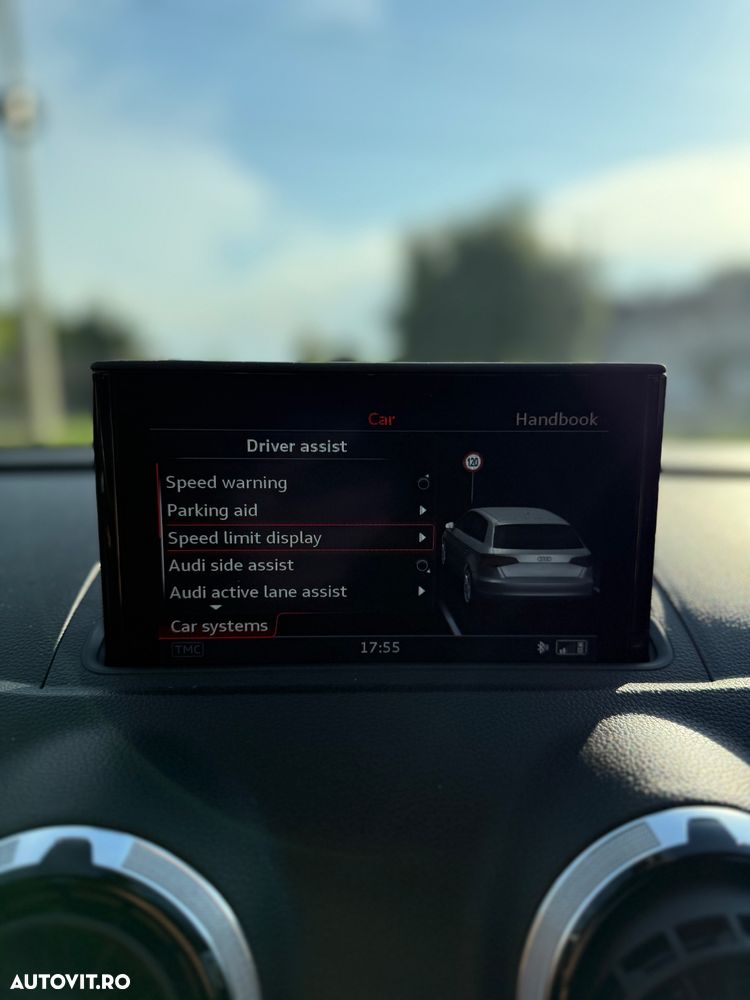 Car
Handbook
Driver assist
120
Speed warning
Parking aid
Speed limit display
Audi side assist
Audi active lane assist
Car systems
TMC
17:55
AUTOVIT.RO